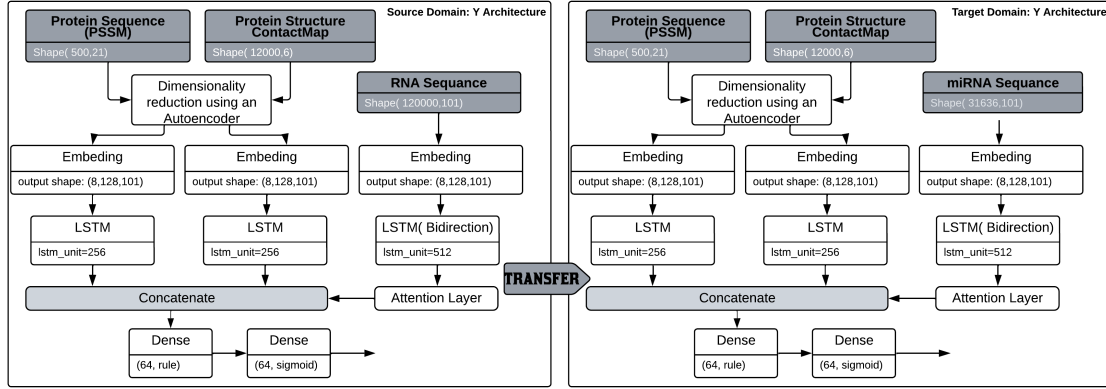 Source Domain: Y Architecture
Protein Sequence
(PSSM)
Shape( 500,21)
Protein Structure
ContactMap
Shape( 12000,6)
RNA Sequance
Shape( 120000,101)
Dimensionality
reduction using an
Autoencoder
Embeding
output shape: (8,128,101)
Embeding
output shape: (8,128,101)
Embeding
output shape: (8,128,101)
LSTM
lstm_unit=256
LSTM
lstm_unit=256
LSTM( Bidirection)
lstm_unit=512
Concatenate
Attention Layer
Dense
(64, rule)
Dense
(64, sigmoid)
TRANSFER
Target Domain: Y Architecture
Protein Sequence
(PSSM)
Shape( 500,21)
Protein Structure
ContactMap
Shape( 12000,6)
miRNA Sequance
Shape( 31636,101)
Dimensionality
reduction using an
Autoencoder
Embeding
output shape: (8,128,101)
Embeding
output shape: (8,128,101)
Embeding
output shape: (8,128,101)
LSTM
lstm_unit=256
LSTM
lstm_unit=256
LSTM( Bidirection)
lstm_unit=512
Concatenate
Attention Layer
Dense
(64, rule)
Dense
(64, sigmoid)